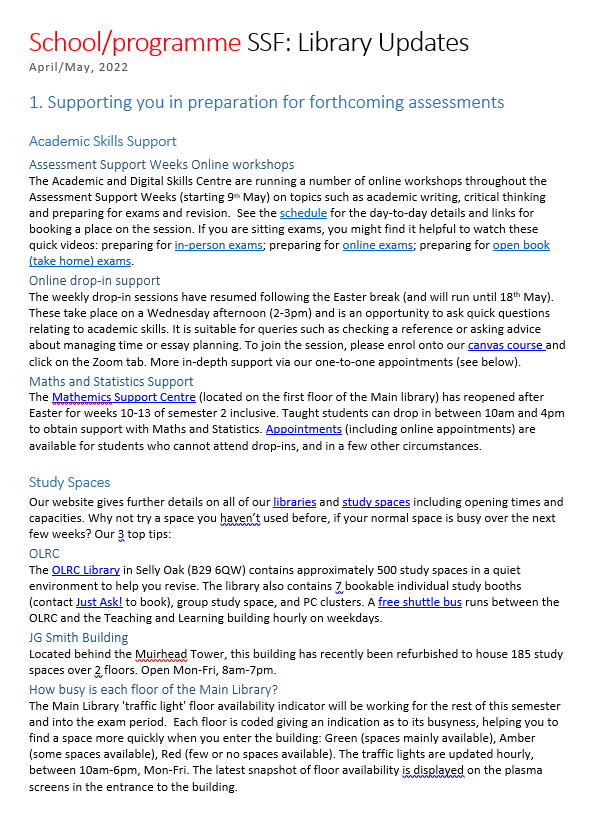 School/programme SSF: Library Updates
April/May, 2022
1. Supporting you in preparation for forthcoming assessments
Academic Skills Support
Assessment Support Weeks Online workshops
The Academic and Digital Skills Centre are running a number of online workshops throughout the
Assessment Support Weeks (starting 9th May) on topics such as academic writing, critical thinking
and preparing for exams and revision.  See the schedule for the day-to-day details and links for
booking a place on the session. If you are sitting exams, you might find it helpful to watch these
quick videos: preparing for in-person exams; preparing for online exams; preparing for open book
(take home) exams.
Online drop-in support
The weekly drop-in sessions have resumed following the Easter break (and will run until 18th May).
These take place on a Wednesday afternoon (2-3pm) and is an opportunity to ask quick questions
relating to academic skills. It is suitable for queries such as checking a reference or asking advice
about managing time or essay planning. To join the session, please enrol onto our canvas course and
click on the Zoom tab. More in-depth support via our one-to-one appointments (see below).
Maths and Statistics Support
The Mathemics Support Centre (located on the first floor of the Main library) has reopened after
Easter for weeks 10-13 of semester 2 inclusive. Taught students can drop in between 10am and 4pm
to obtain support with Maths and Statistics. Appointments (including online appointments) are
available for students who cannot attend drop-ins, and in a few other circumstances.
Study Spaces
Our website gives further details on all of our libraries and study spaces including opening times and
capacities. Why not try a space you haven't used before, if your normal space is busy over the next
few weeks? Our 3 top tips:
OLRC
The OLRC Library in Selly Oak (B29 6QW) contains approximately 500 study spaces in a quiet
environment to help you revise. The library also contains 7 bookable individual study booths
(contact Just Ask! to book), group study space, and PC clusters. A free shuttle bus runs between the
OLRC and the Teaching and Learning building hourly on weekdays.
JG Smith Building
Located behind the Muirhead Tower, this building has recently been refurbished to house 185 study
spaces over 2 floors. Open Mon-Fri, 8am-7pm.
How busy is each floor of the Main Library?
The Main Library 'traffic light' floor availability indicator will be working for the rest of this semester
and into the exam period.  Each floor is coded giving an indication as to its busyness, helping you to
find a space more quickly when you enter the building: Green (spaces mainly available), Amber
(some spaces available), Red (few or no spaces available). The traffic lights are updated hourly,
between 10am-6pm, Mon-Fri. The latest snapshot of floor availability is displayed on the plasma
screens in the entrance to the building.